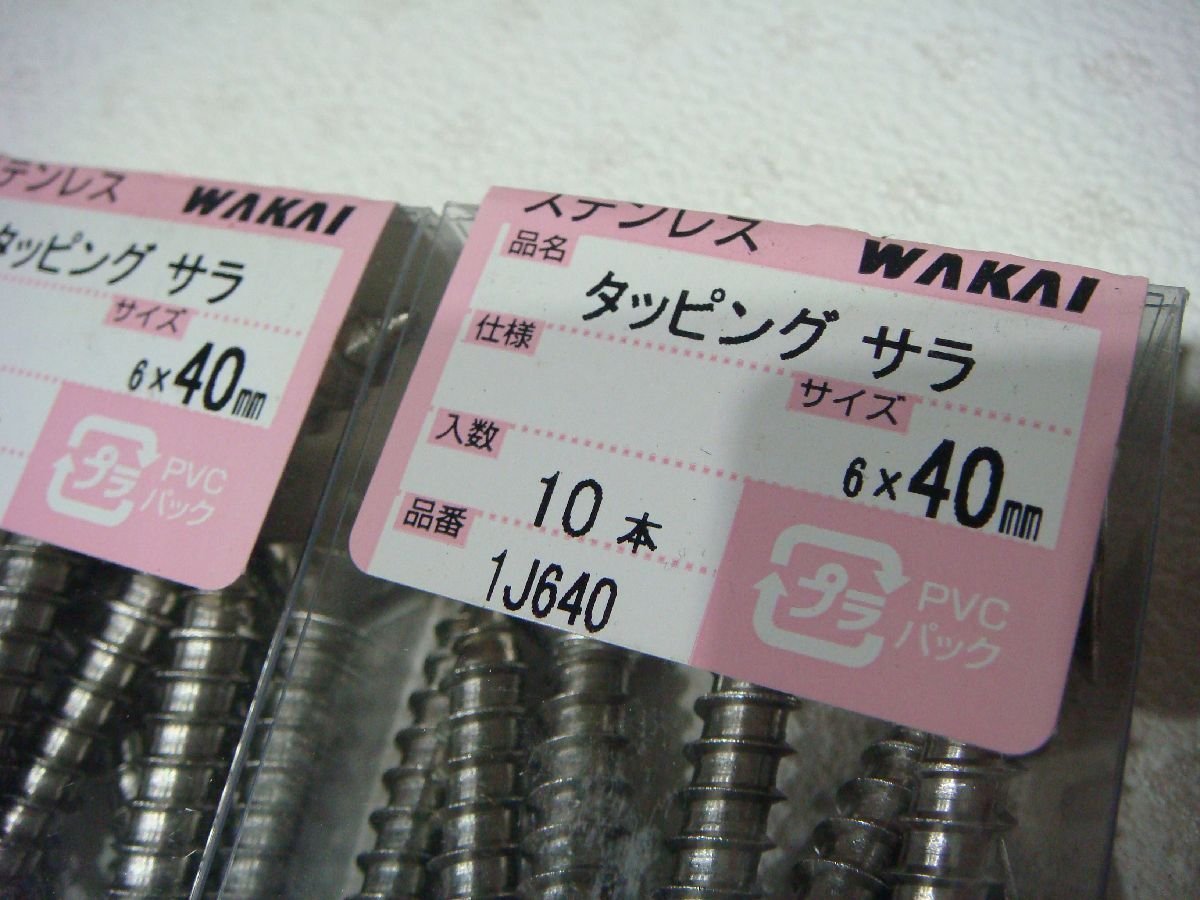 テンレス WAKAI
タッピング サラ
サイズ
6×40mm
プラ PVC
パック
ステンレス WAKAI
品名
タッピング サラ
仕様
サイズ
6×40mm
入数
10本
品番
1J640
プラ PVC
パック